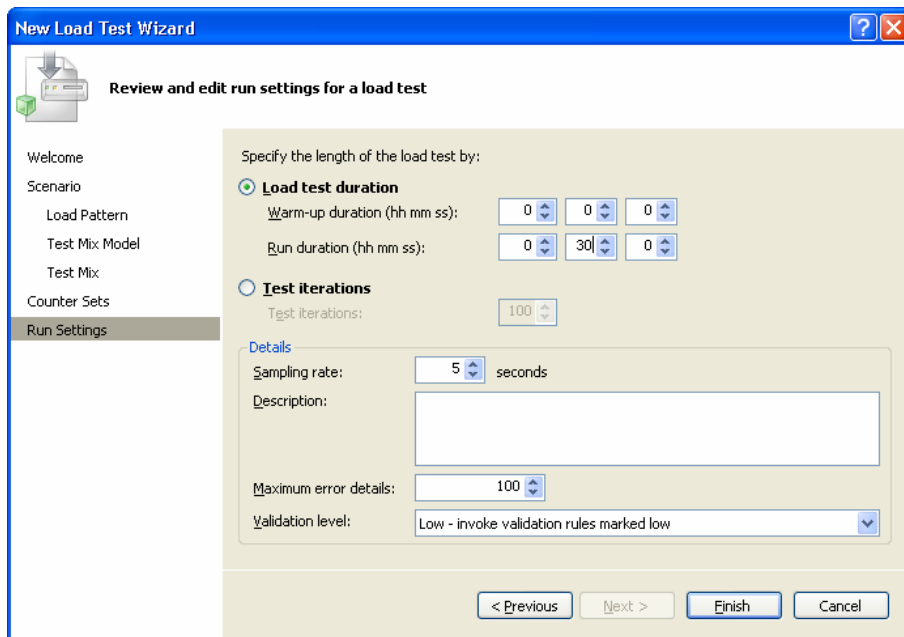 New Load Test Wizard
Review and edit run settings for a load test
Welcome
Scenario
Load Pattern
Test Mix Model
Test Mix
Counter Sets
Run Settings
Specify the length of the load test by:
Load test duration
Warm-up duration (hh mm ss): 0 0 0
Run duration (hh mm ss): 0 30 0
Test iterations
Test iterations: 100
Details
Sampling rate: 5 seconds
Description:
Maximum error details: 100
Validation level: Low - invoke validation rules marked low
< Previous Next > Finish Cancel